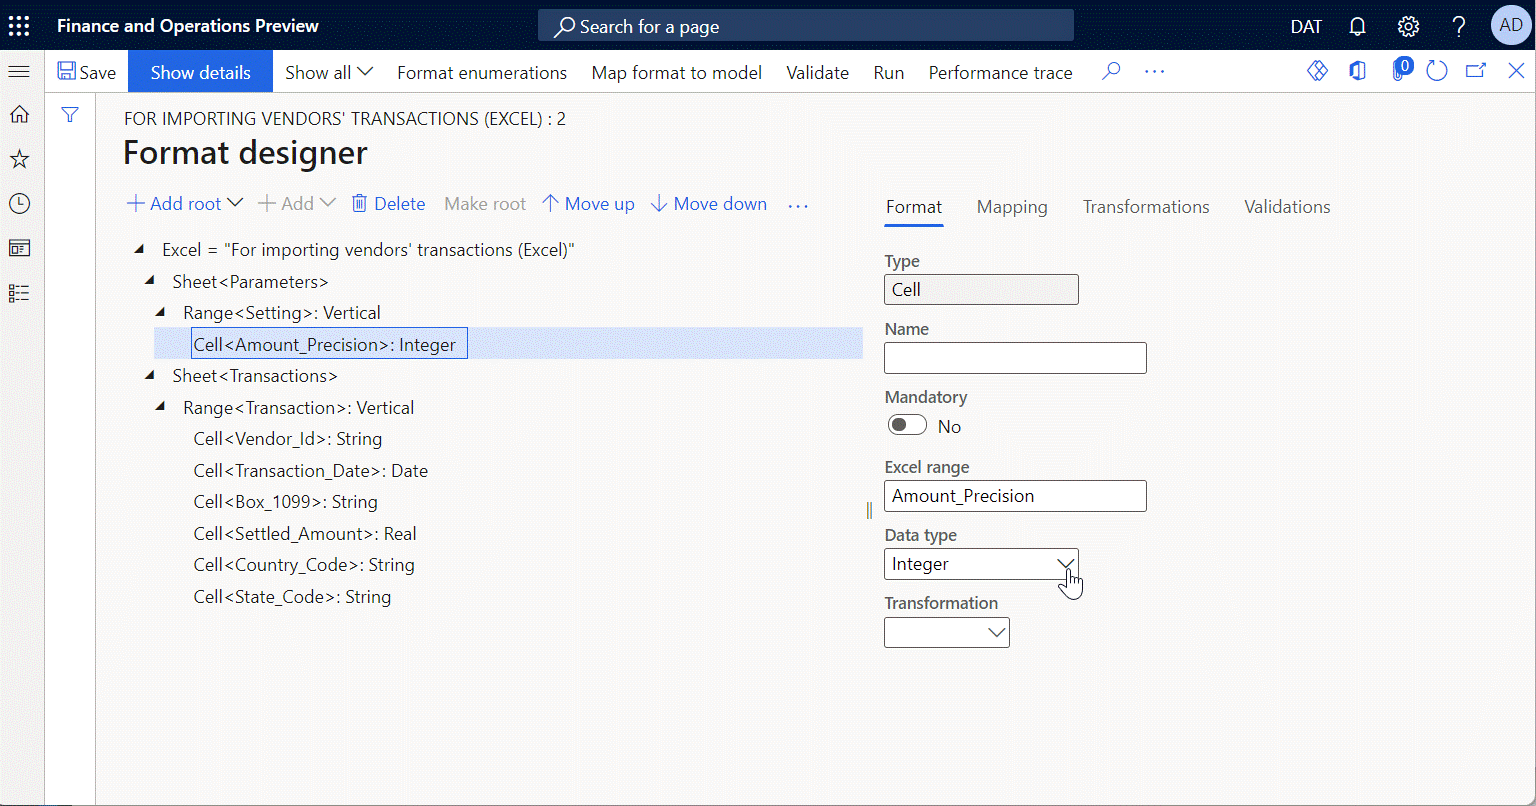 Finance and Operations Preview
Search for a page
DAT
AD
Save
Show details
Show all
Format enumerations
Map format to model
Validate
Run
Performance trace
0
FOR IMPORTING VENDORS' TRANSACTIONS (EXCEL) : 2
Format designer
Add root
Add
Delete
Make root
Move up
Move down
Excel = "For importing vendors' transactions (Excel)"
Sheet<Parameters>
Range<Setting>: Vertical
Cell<Amount_Precision>: Integer
Sheet<Transactions>
Range<Transaction>: Vertical
Cell<Vendor_Id>: String
Cell<Transaction_Date>: Date
Cell<Box_1099>: String
Cell<Settled_Amount>: Real
Cell<Country_Code>: String
Cell<State_Code>: String
Format
Mapping
Transformations
Validations
Type
Cell
Name
Mandatory
No
Excel range
Amount_Precision
Data type
Integer
Transformation